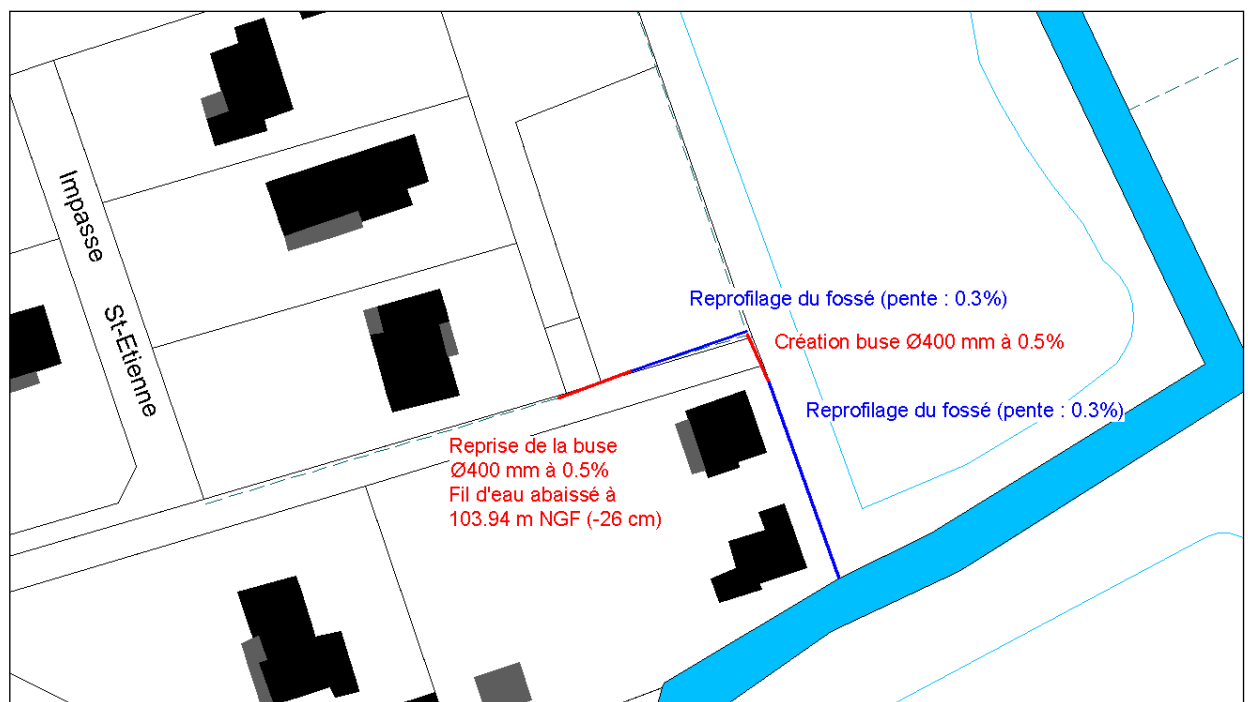 Impasse
St-Etienne
Reprofilage du fossé (pente : 0.3%)
Création buse Ø400 mm à 0.5%
Reprofilage du fossé (pente : 0.3%)
Reprise de la buse
Ø400 mm à 0.5%
Fil d'eau abaissé à
103.94 m NGF (-26 cm)